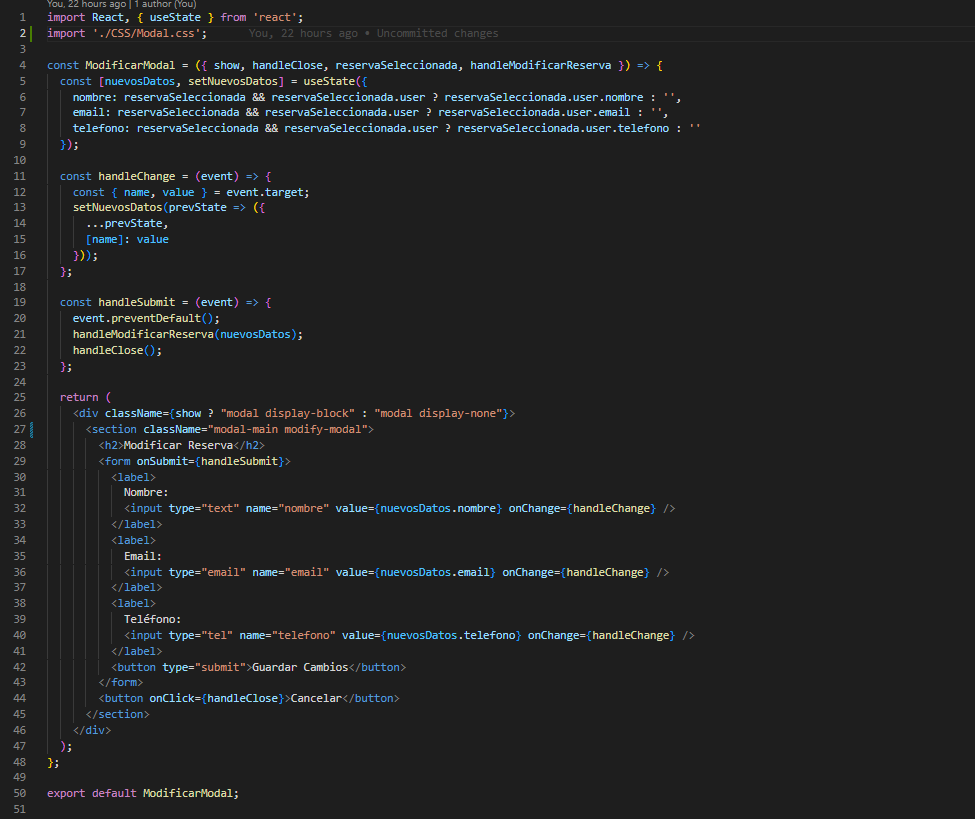 You, 22 hours ago | 1 author (You)
1 import React, { useState } from 'react';
2 import './CSS/Modal.css'; You, 22 hours ago • Uncommitted changes
3
4 const ModificarModal = ({ show, handleClose, reservaSeleccionada, handleModificarReserva }) => {
5 const [nuevosDatos, setNuevosDatos] = useState({
6 nombre: reservaSeleccionada && reservaSeleccionada.user ? reservaSeleccionada.user.nombre : '',
7 email: reservaSeleccionada && reservaSeleccionada.user ? reservaSeleccionada.user.email : '',
8 telefono: reservaSeleccionada && reservaSeleccionada.user ? reservaSeleccionada.user.telefono : ''
9 });
10
11 const handleChange = (event) => {
12 const { name, value } = event.target;
13 setNuevosDatos(prevState => ({
14 ...prevState,
15 [name]: value
16 }));
17 };
18
19 const handleSubmit = (event) => {
20 event.preventDefault();
21 handleModificarReserva(nuevosDatos);
22 handleClose();
23 };
24
25 return (
26 <div className={show ? "modal display-block" : "modal display-none"}>
27 <section className="modal-main modify-modal">
28 <h2>Modificar Reserva</h2>
29 <form onSubmit={handleSubmit}>
30 <label>
31 Nombre:
32 <input type="text" name="nombre" value={nuevosDatos.nombre} onChange={handleChange} />
33 </label>
34 <label>
35 Email:
36 <input type="email" name="email" value={nuevosDatos.email} onChange={handleChange} />
37 </label>
38 <label>
39 Teléfono:
40 <input type="tel" name="telefono" value={nuevosDatos.telefono} onChange={handleChange} />
41 </label>
42 <button type="submit">Guardar Cambios</button>
43 </form>
44 <button onClick={handleClose}>Cancelar</button>
45 </section>
46 </div>
47 );
48 };
49
50 export default ModificarModal;
51